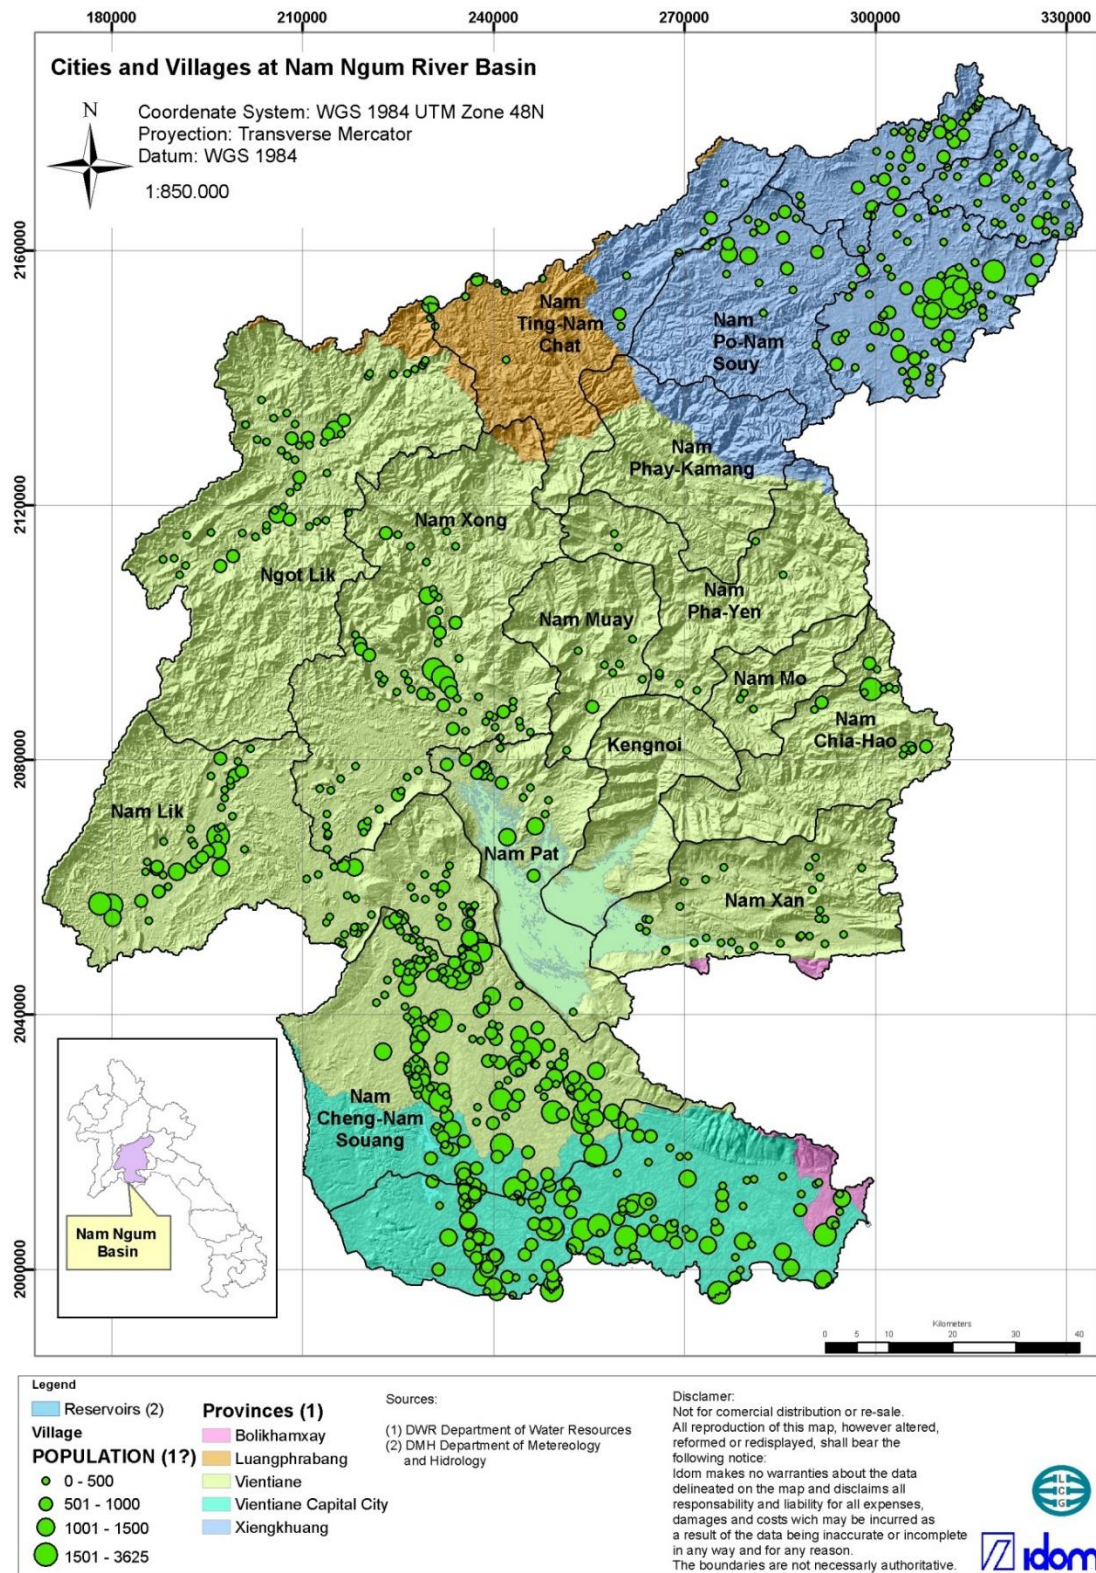 180000 210000 240000 270000 300000 330000
Cities and Villages at Nam Ngum River Basin
N
Coordenate System: WGS 1984 UTM Zone 48N
Proyection: Transverse Mercator
Datum: WGS 1984
1:850.000
2160000
2120000
2080000
2040000
2000000
Nam
Ting-Nam
Chat
Nam
Po-Nam
Souy
Nam
Phay-Kamang
Nam Xong
Ngot Lik
Nam
Pha-Yen
Nam Muay
Nam Mo
Nam
Chia-Hao
Kengnoi
Nam Lik
Nam Pat
Nam Xan
Nam
Cheng-Nam
Souang
Nam Ngum
Basin
Kilometers
0 5 10 20 30 40
Legend
Reservoirs (2)
Village
POPULATION (1?)
0 - 500
501 - 1000
1001 - 1500
1501 - 3625
Provinces (1)
Bolikhamxay
Luangphrabang
Vientiane
Vientiane Capital City
Xiengkhuang
Sources:
(1) DWR Department of Water Resources
(2) DMH Department of Metereology
and Hidrology
Disclamer:
Not for comercial distribution or re-sale.
All reproduction of this map, however altered,
reformed or redisplayed, shall bear the
following notice:
Idom makes no warranties about the data
delineated on the map and disclaims all
responsability and liability for all expenses,
damages and costs wich may be incurred as
a result of the data being inaccurate or incomplete
in any way and for any reason.
The boundaries are not necessarly authoritative.
L
C
G
idom